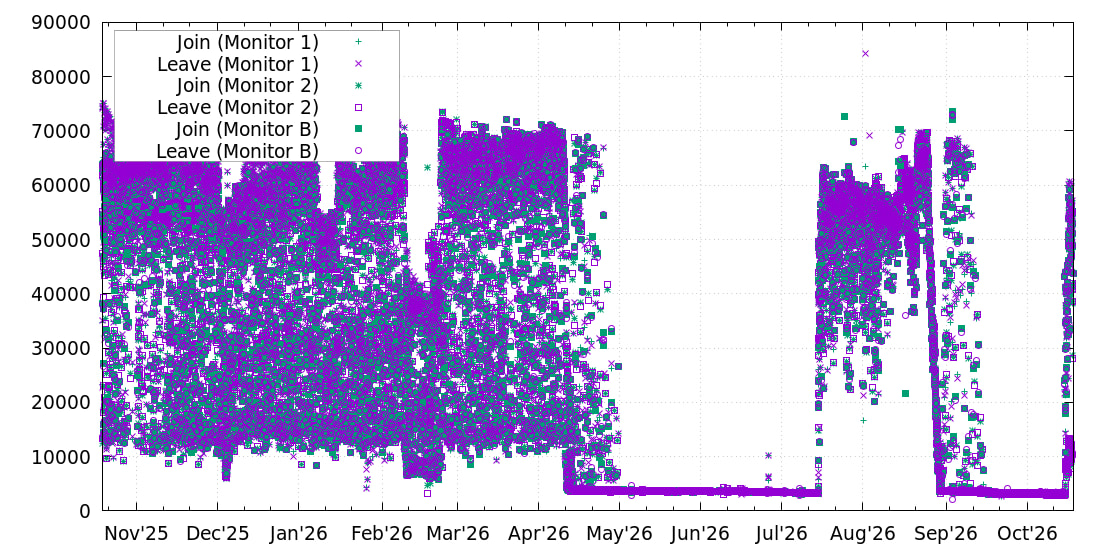 90000
80000
70000
60000
50000
40000
30000
20000
10000
0
Join (Monitor 1)
Leave (Monitor 1)
Join (Monitor 2)
Leave (Monitor 2)
Join (Monitor B)
Leave (Monitor B)
Nov'25 Dec'25 Jan'26 Feb'26 Mar'26 Apr'26 May'26 Jun'26 Jul'26 Aug'26 Sep'26 Oct'26